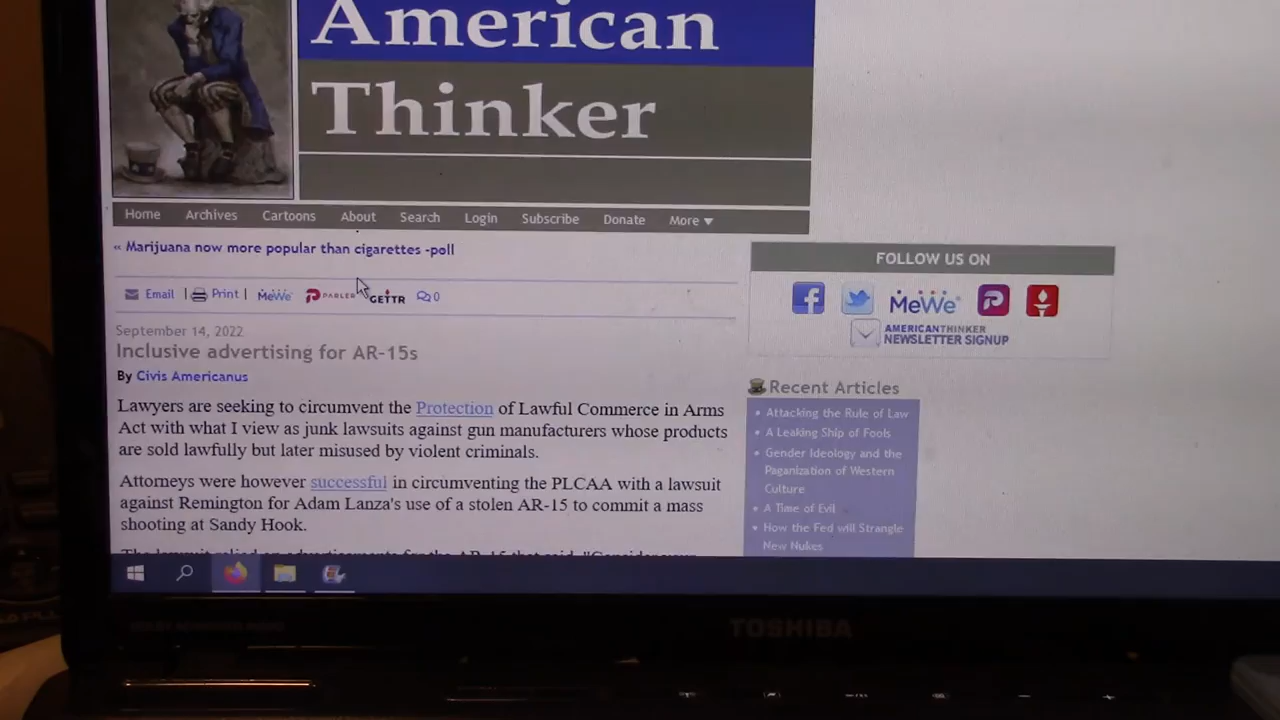 American
Thinker
Home Archives Cartoons About Search Login Subscribe Donate More
« Marijuana now more popular than cigarettes -poll
Email | Print | MeWe PARLER GETTR 0
September 14, 2022
Inclusive advertising for AR-15s
By Civis Americanus
Lawyers are seeking to circumvent the Protection of Lawful Commerce in Arms
Act with what I view as junk lawsuits against gun manufacturers whose products
are sold lawfully but later misused by violent criminals.
Attorneys were however successful in circumventing the PLCAA with a lawsuit
against Remington for Adam Lanza's use of a stolen AR-15 to commit a mass
shooting at Sandy Hook.
FOLLOW US ON
MeWe
AMERICANTHINKER
NEWSLETTER SIGNUP
Recent Articles
• Attacking the Rule of Law
• A Leaking Ship of Fools
• Gender Ideology and the
Paganization of Western
Culture
• A Time of Evil
• How the Fed will Strangle
New Nukes
TOSHIBA